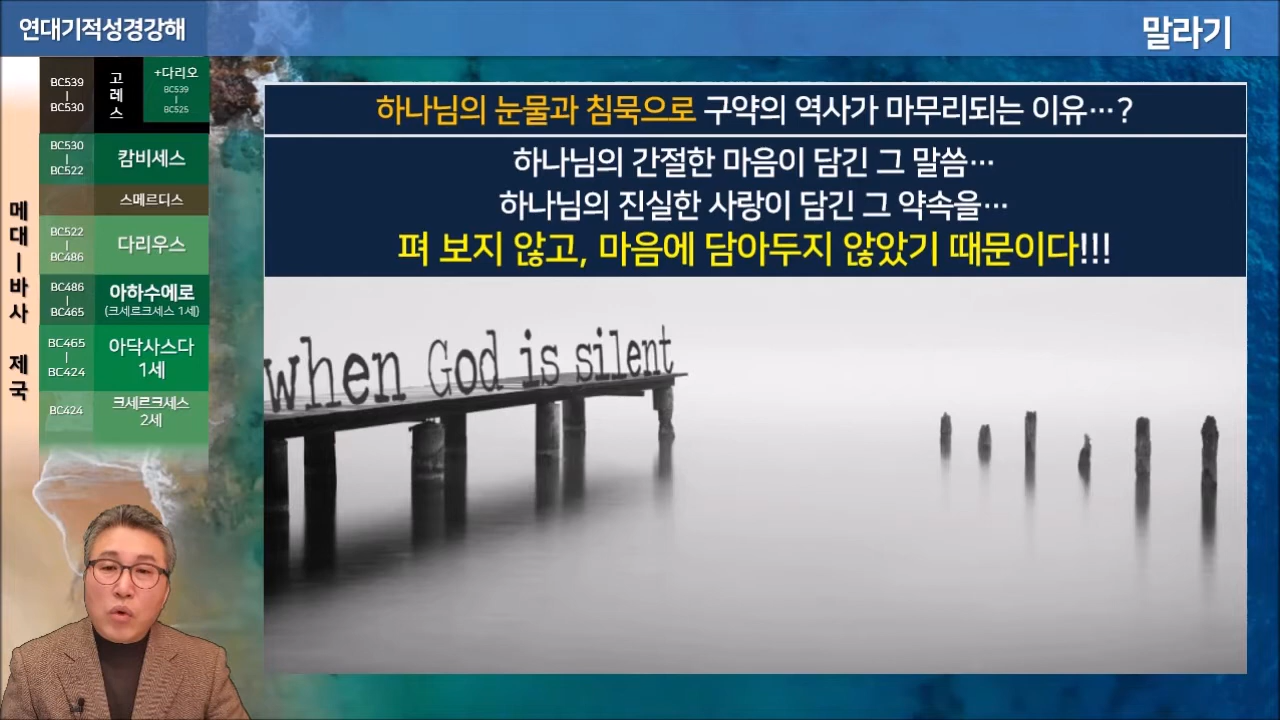 연대기적성경강해
말라기
BC539
|
BC530
고
레
스
+다리오
BC539
|
BC525
BC530
|
BC522
캄비세스
스메르디스
BC522
|
BC486
다리우스
BC486
|
BC465
아하수에로
(크세르크세스 1세)
BC465
|
BC424
아닥사스다
1세
BC424
크세르크세스
2세
메대ㅡ바사 제국
하나님의 눈물과 침묵으로 구약의 역사가 마무리되는 이유…?
하나님의 간절한 마음이 담긴 그 말씀…
하나님의 진실한 사랑이 담긴 그 약속을…
펴 보지 않고, 마음에 담아두지 않았기 때문이다!!!
when God is silent